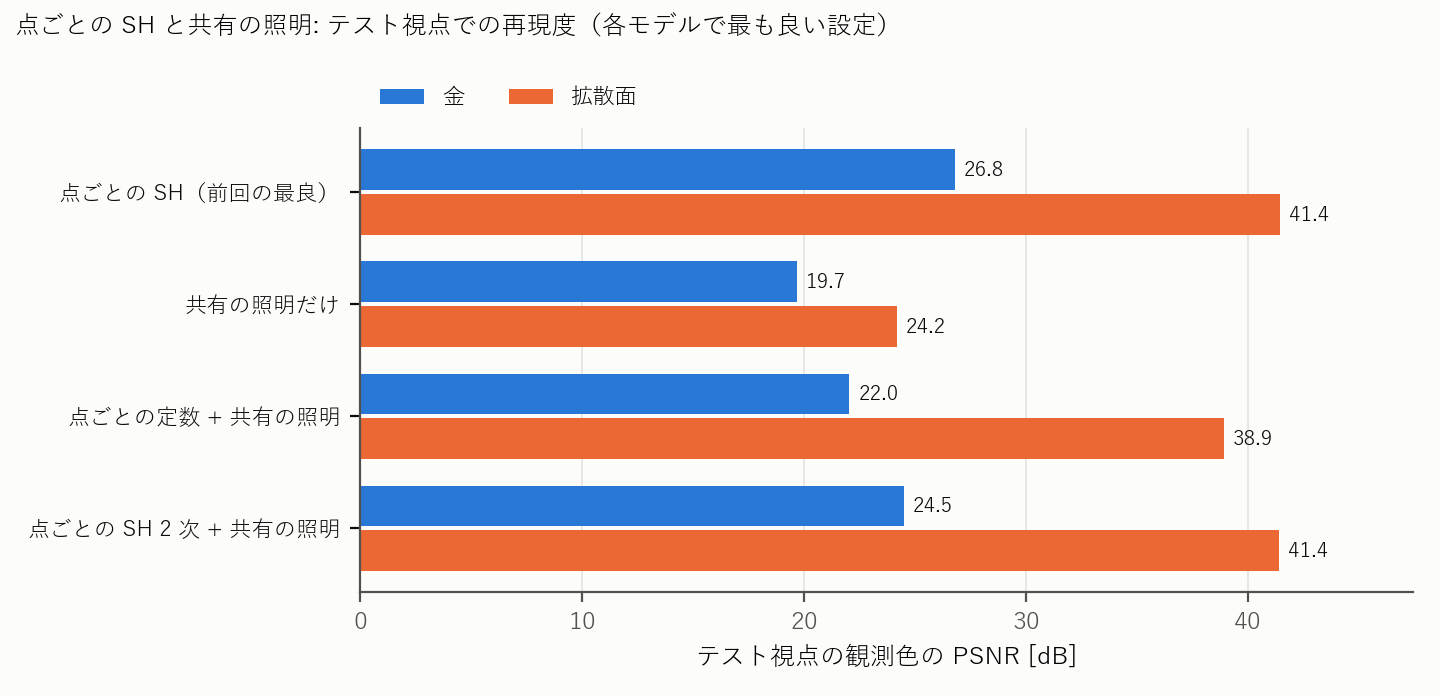 点ごとの SH と共有の照明: テスト視点での再現度（各モデルで最も良い設定）
金
拡散面
点ごとの SH（前回の最良）
26.8
41.4
共有の照明だけ
19.7
24.2
点ごとの定数 + 共有の照明
22.0
38.9
点ごとの SH 2 次 + 共有の照明
24.5
41.4
0 10 20 30 40
テスト視点の観測色の PSNR [dB]